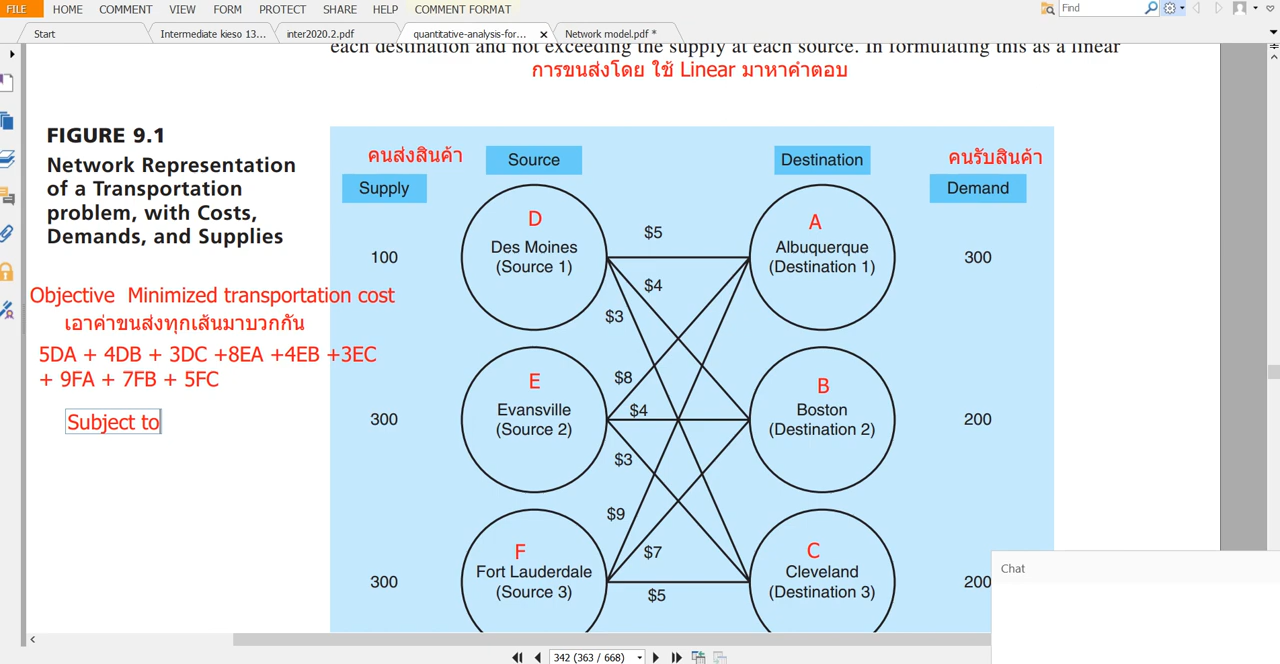 FILE HOME COMMENT VIEW FORM PROTECT SHARE HELP COMMENT FORMAT Find
Start Intermediate kieso 13... inter2020.2.pdf quantitative-analysis-for... Network model.pdf *
each destination and not exceeding the supply at each source. In formulating this as a linear
การขนส่งโดย ใช้ Linear มาหาคำตอบ
FIGURE 9.1
Network Representation
of a Transportation
problem, with Costs,
Demands, and Supplies
คนส่งสินค้า Source Destination คนรับสินค้า
Supply Demand
D A
$5
Des Moines Albuquerque
(Source 1) (Destination 1)
100 300
$4
Objective Minimized transportation cost
$3
เอาค่าขนส่งทุกเส้นมาบวกกัน
5DA + 4DB + 3DC +8EA +4EB +3EC
+ 9FA + 7FB + 5FC
$8
E B
Subject to
Evansville $4 Boston
(Source 2) (Destination 2)
300 200
$3
$9
F $7 C
Fort Lauderdale Cleveland
(Source 3) (Destination 3)
300 200
$5
Chat
342 (363 / 668)